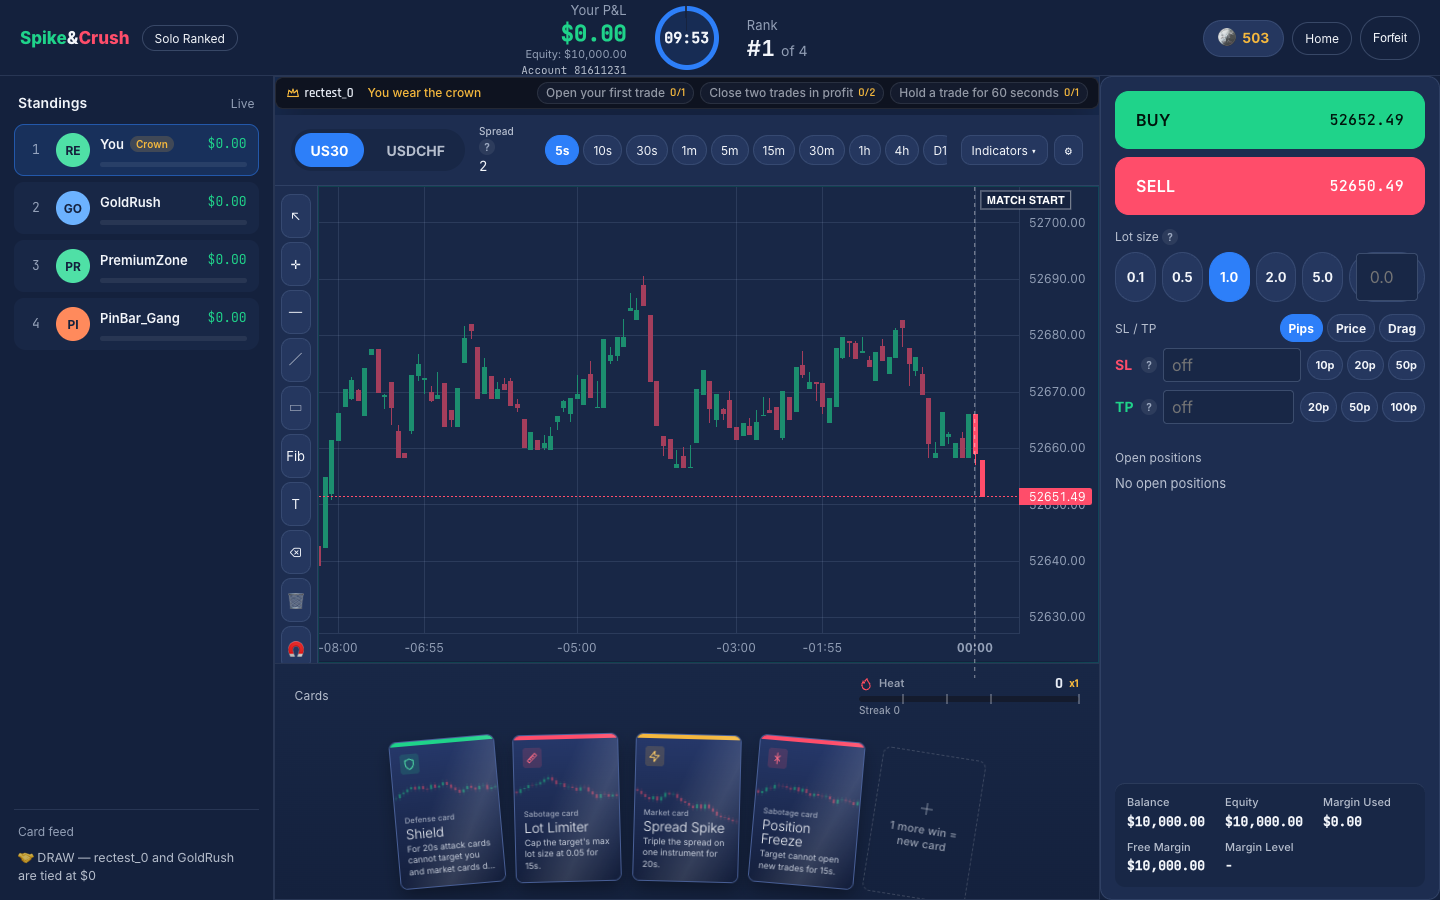 Spike&Crush
Solo Ranked
Your P&L
$0.00
Equity: $10,000.00
Account 81611231
09:53
Rank
#1 of 4
503
Home
Forfeit
Standings
Live
1
RE
You
Crown
$0.00
2
GO
GoldRush
$0.00
3
PR
PremiumZone
$0.00
4
PI
PinBar_Gang
$0.00
Card feed
DRAW — rectest_0 and GoldRush
are tied at $0
rectest_0
You wear the crown
Open your first trade 0/1
Close two trades in profit 0/2
Hold a trade for 60 seconds 0/1
US30
USDCHF
Spread
?
2
5s
10s
30s
1m
5m
15m
30m
1h
4h
D1
Indicators
Fib
T
MATCH START
52700.00
52690.00
52680.00
52670.00
52660.00
52651.49
52650.00
52640.00
52630.00
-08:00
-06:55
-05:00
-03:00
-01:55
00:00
Cards
Heat
0 x1
Streak 0
Defense card
Shield
For 20s attack cards
cannot target you
and market cards d...
Sabotage card
Lot Limiter
Cap the target's max
lot size at 0.05 for
15s.
Market card
Spread Spike
Triple the spread on
one instrument for
20s.
Sabotage card
Position
Freeze
Target cannot open
new trades for 15s.
+
1 more win =
new card
BUY
52652.49
SELL
52650.49
Lot size ?
0.1
0.5
1.0
2.0
5.0
0.0
SL / TP
Pips
Price
Drag
SL ?
off
10p
20p
50p
TP ?
off
20p
50p
100p
Open positions
No open positions
Balance
Equity
Margin Used
$10,000.00
$10,000.00
$0.00
Free Margin
Margin Level
$10,000.00
-